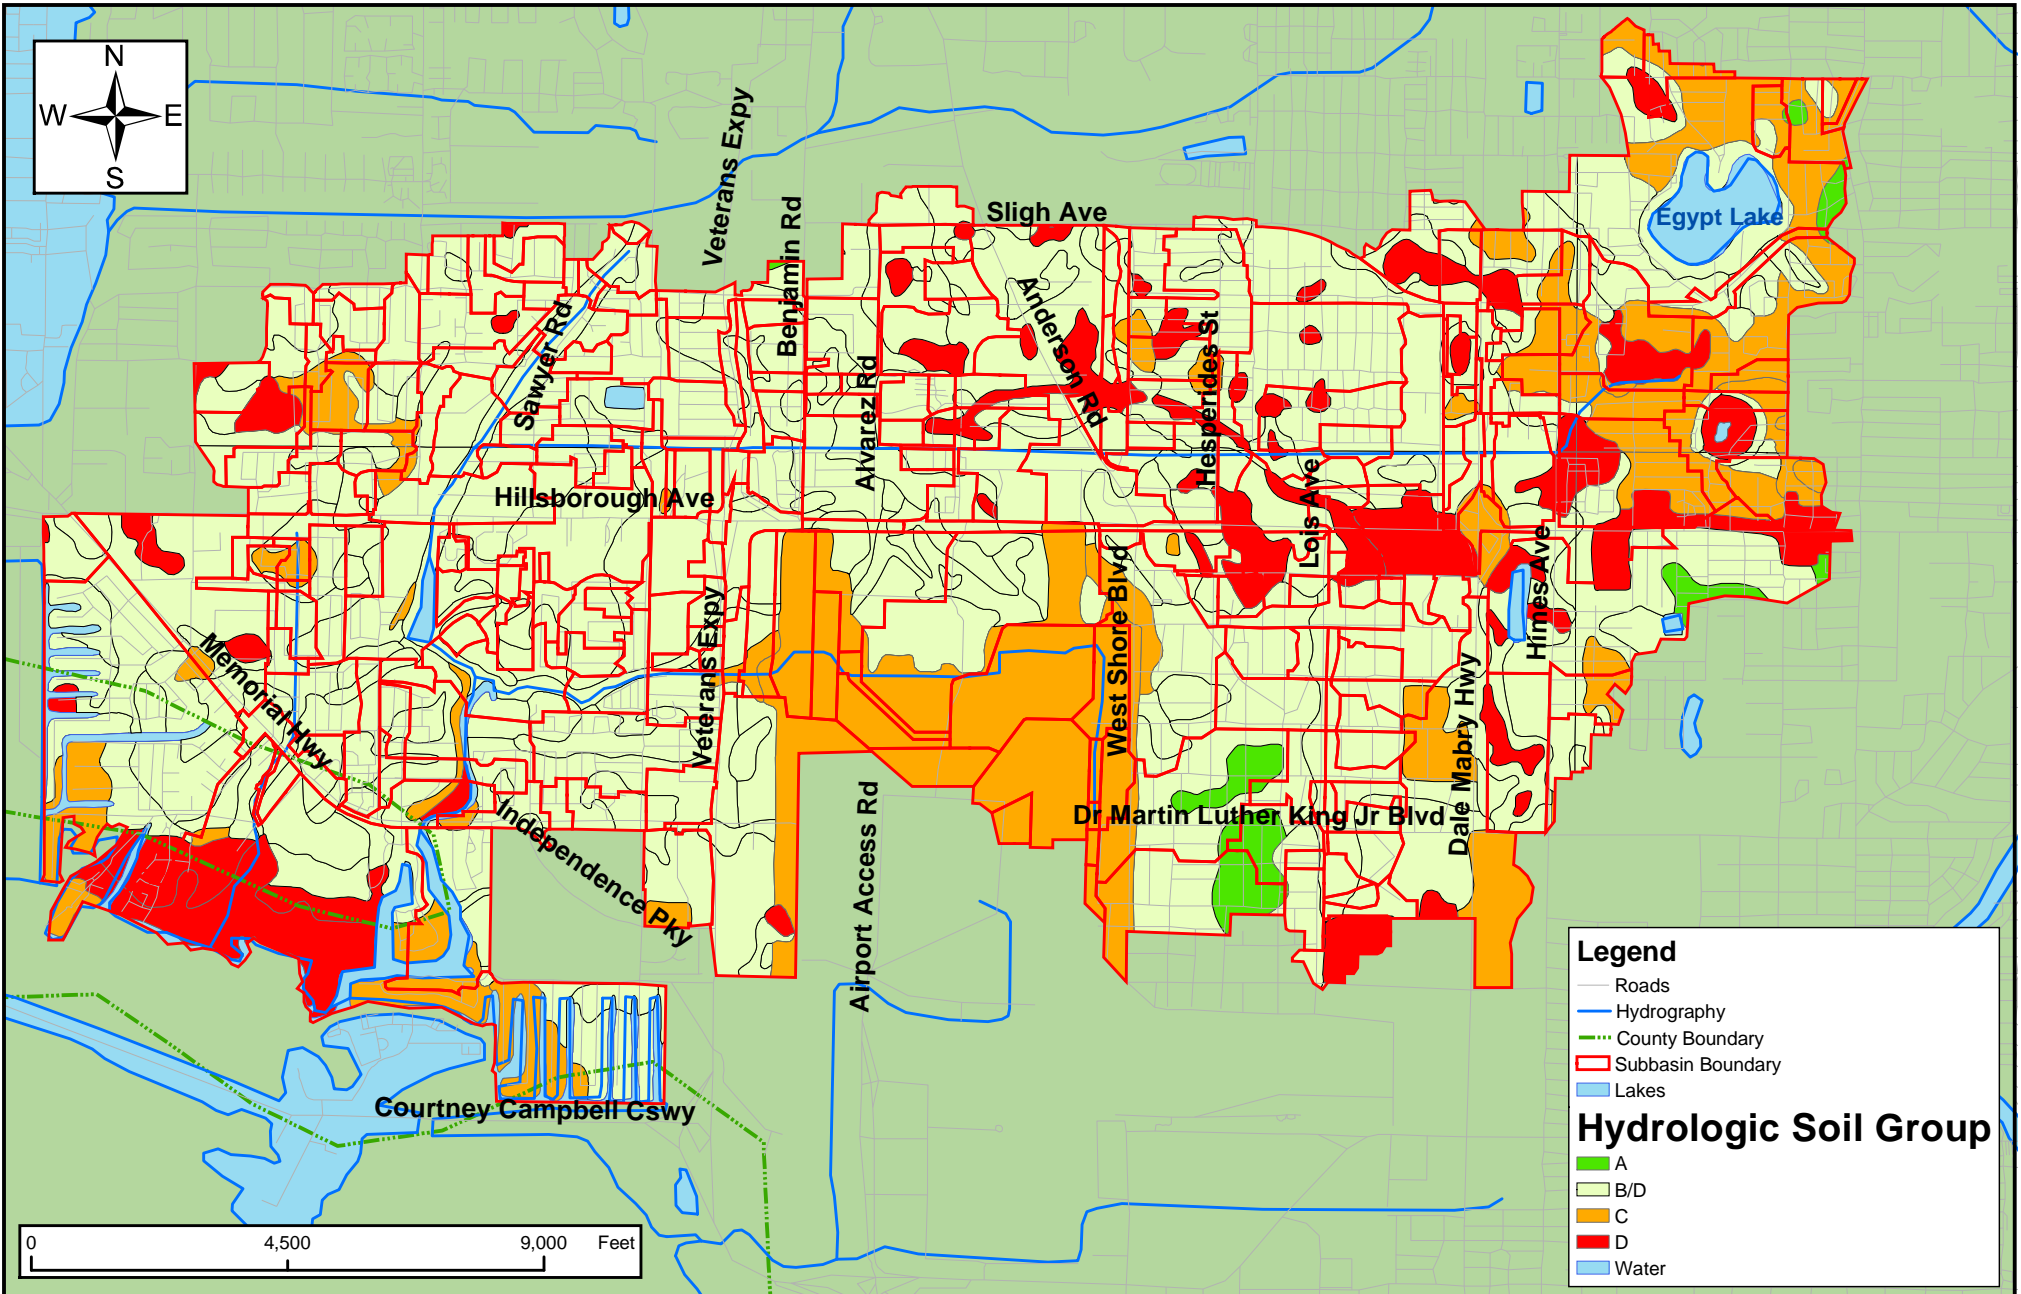 N
W E
S
Veterans Expy
Benjamin Rd
Sligh Ave
Egypt Lake
Anderson Rd
Sawyer Rd
Alvarez Rd
Hesperides St
Hillsborough Ave
Lois Ave
Himes Ave
West Shore Blvd
Veterans Expy
Memorial Hwy
Dale Mabry Hwy
Independence Pky
Dr Martin Luther King Jr Blvd
Airport Access Rd
Courtney Campbell Cswy
0 4,500 9,000 Feet
Legend
Roads
Hydrography
County Boundary
Subbasin Boundary
Lakes
Hydrologic Soil Group
A
B/D
C
D
Water